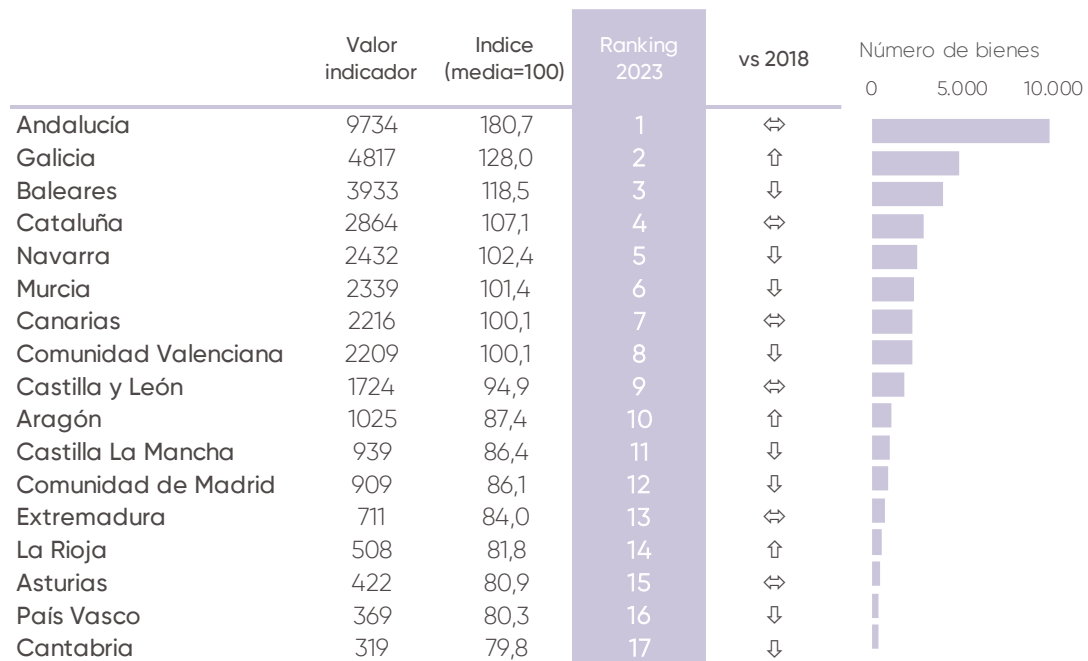 Valor indicador Indice (media=100) Ranking 2023 vs 2018 Número de bienes
0 5.000 10.000
Andalucía 9734 180,7 1 ⬄
Galicia 4817 128,0 2 ⇧
Baleares 3933 118,5 3 ⇩
Cataluña 2864 107,1 4 ⬄
Navarra 2432 102,4 5 ⇩
Murcia 2339 101,4 6 ⇩
Canarias 2216 100,1 7 ⬄
Comunidad Valenciana 2209 100,1 8 ⇩
Castilla y León 1724 94,9 9 ⬄
Aragón 1025 87,4 10 ⇧
Castilla La Mancha 939 86,4 11 ⇩
Comunidad de Madrid 909 86,1 12 ⇩
Extremadura 711 84,0 13 ⬄
La Rioja 508 81,8 14 ⇧
Asturias 422 80,9 15 ⬄
País Vasco 369 80,3 16 ⇩
Cantabria 319 79,8 17 ⇩